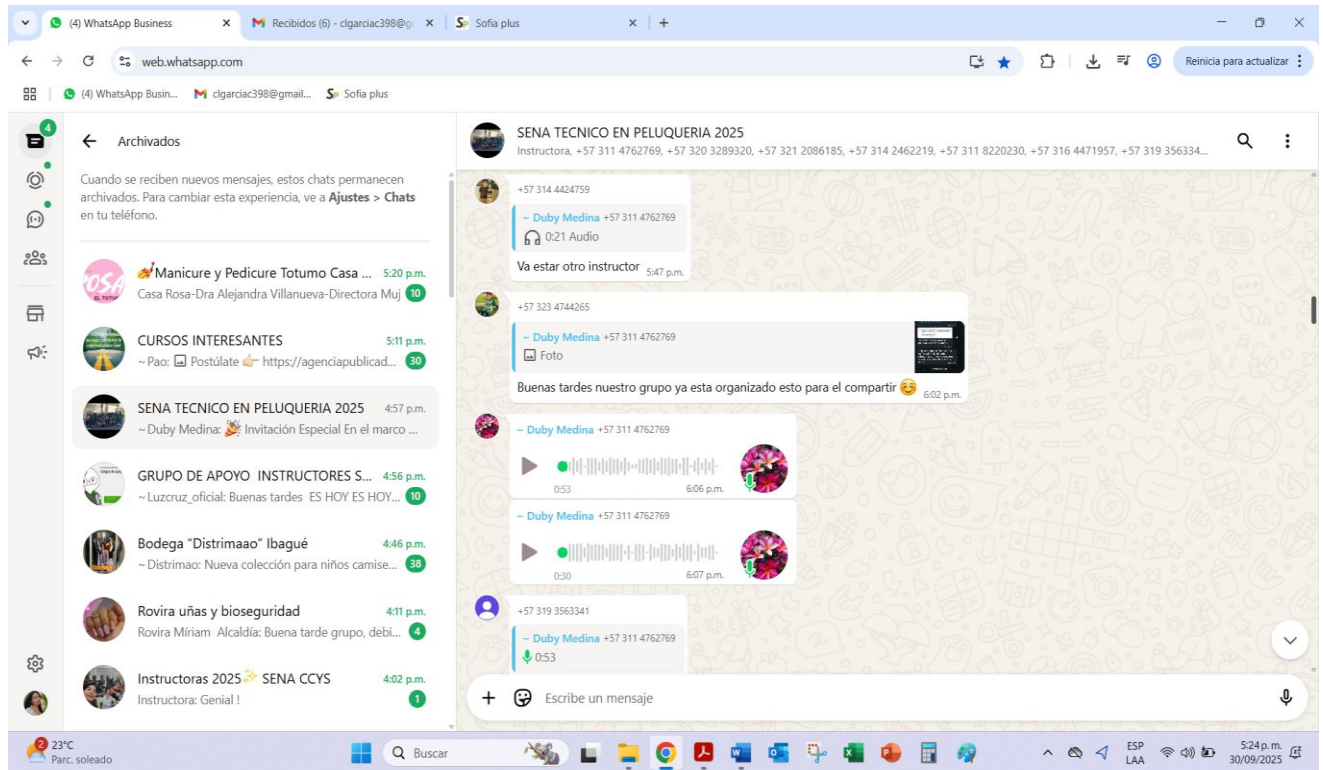 (4) WhatsApp Business
Recibidos (6) - clgarciac398@g
Sofia plus
web.whatsapp.com
Reinicia para actualizar
(4) WhatsApp Busin...
clgarciac398@gmail...
Sofia plus
4
Archivados
Cuando se reciben nuevos mensajes, estos chats permanecen
archivados. Para cambiar esta experiencia, ve a Ajustes > Chats
en tu teléfono.
💅Manicure y Pedicure Totumo Casa ... 5:20 p.m.
Casa Rosa-Dra Alejandra Villanueva-Directora Muj 10
CURSOS INTERESANTES 5:11 p.m.
~Pao: Postúlate 👉 https://agenciapublicad... 30
SENA TECNICO EN PELUQUERIA 2025 4:57 p.m.
~Duby Medina: 🎉 Invitación Especial En el marco ...
GRUPO DE APOYO INSTRUCTORES S... 4:56 p.m.
~Luzcruz_oficial: Buenas tardes ES HOY ES HOY... 10
Bodega “Distrimaao” Ibagué 4:46 p.m.
~Distrimao: Nueva colección para niños camise... 38
Rovira uñas y bioseguridad 4:11 p.m.
Rovira Míriam Alcaldía: Buena tarde grupo, debi... 4
Instructoras 2025✨ SENA CCYS 4:02 p.m.
Instructora: Genial ! 1
SENA TECNICO EN PELUQUERIA 2025
Instructora, +57 311 4762769, +57 320 3289320, +57 321 2086185, +57 314 2462219, +57 311 8220230, +57 316 4471957, +57 319 356334...
+57 314 4424759
~ Duby Medina +57 311 4762769
0:21 Audio
Va estar otro instructor 5:47 p.m.
+57 323 4744265
~ Duby Medina +57 311 4762769
Foto
Buenas tardes nuestro grupo ya esta organizado esto para el compartir 😊 6:02 p.m.
~ Duby Medina +57 311 4762769
0:53 6:06 p.m.
~ Duby Medina +57 311 4762769
0:30 6:07 p.m.
+57 319 3563341
~ Duby Medina +57 311 4762769
0:53
Escribe un mensaje
2
23°C
Parc. soleado
Buscar
ESP
LAA
5:24 p.m.
30/09/2025